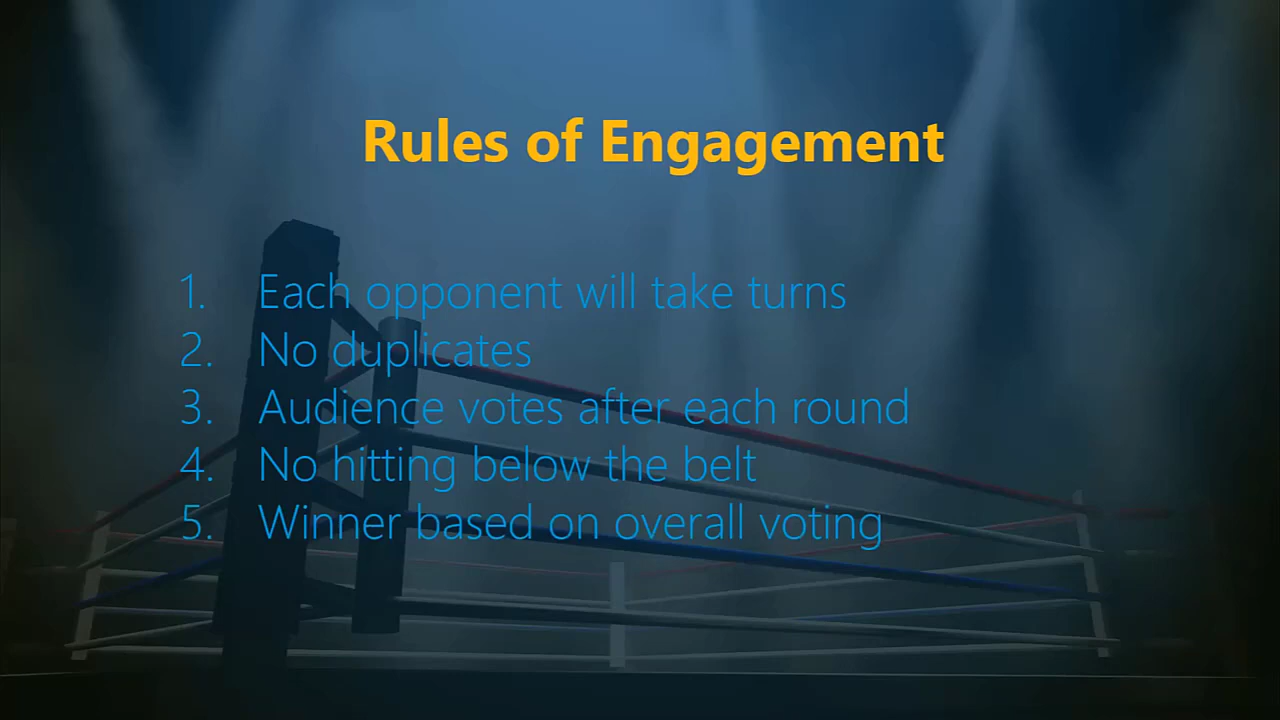 Rules of Engagement
1. Each opponent will take turns
2. No duplicates
3. Audience votes after each round
4. No hitting below the belt
5. Winner based on overall voting